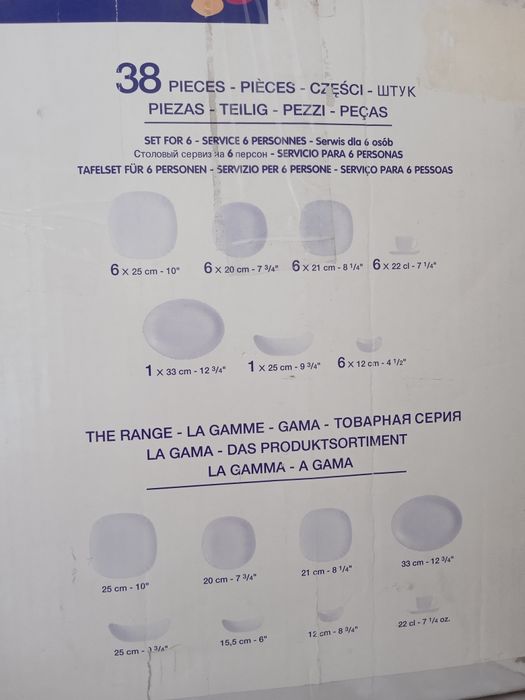 38 PIECES - PIÈCES - CZĘŚCI - ШТУК
PIEZAS - TEILIG - PEZZI - PEÇAS
SET FOR 6 - SERVICE 6 PERSONNES - Serwis dla 6 osób
Столовый сервиз на 6 персон - SERVICIO PARA 6 PERSONAS
TAFELSET FÜR 6 PERSONEN - SERVIZIO PER 6 PERSONE - SERVIÇO PARA 6 PESSOAS
6 x 25 cm - 10" 6 x 20 cm - 7 3/4" 6 x 21 cm - 8 1/4" 6 x 22 cl - 7 1/4"
1 x 33 cm - 12 3/4" 1 x 25 cm - 9 3/4" 6 x 12 cm - 4 1/2"
THE RANGE - LA GAMME - GAMA - ТОВАРНАЯ СЕРИЯ
LA GAMA - DAS PRODUKTSORTIMENT
LA GAMMA - A GAMA
25 cm - 10" 20 cm - 7 3/4" 21 cm - 8 1/4" 33 cm - 12 3/4"
25 cm - 3/4" 15,5 cm - 6" 12 cm - 8 3/4" 22 cl - 7 1/4 oz.